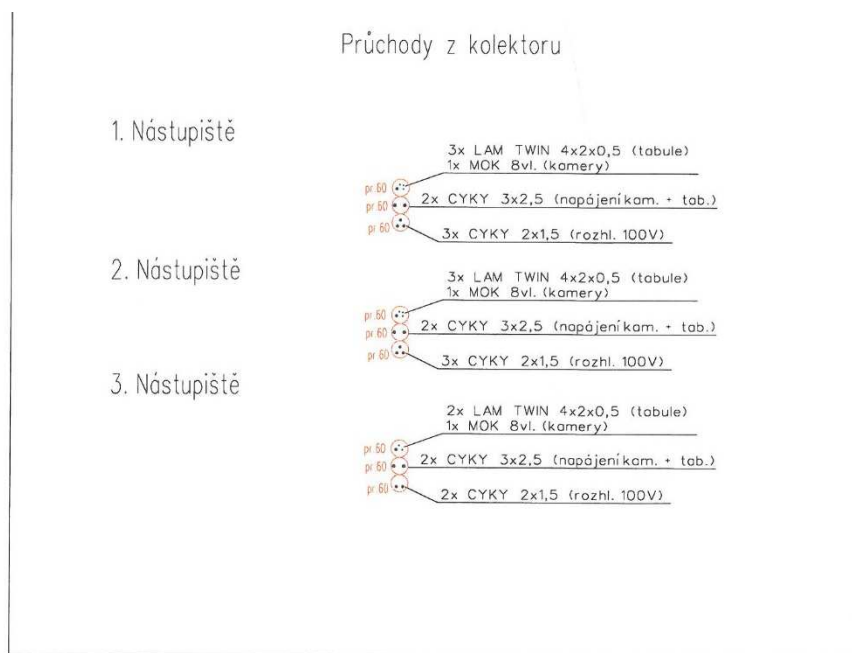 Průchody z kolektoru
1. Nástupiště
3x LAM TWIN 4x2x0,5 (tabule)
1x MOK 8vl. (kamery)
pr.60
pr.60 2x CYKY 3x2,5 (napájení kam. + tab.)
pr 60
3x CYKY 2x1,5 (rozhl. 100V)
2. Nástupiště
3x LAM TWIN 4x2x0,5 (tabule)
1x MOK 8vl. (kamery)
pr.60
pr.60 2x CYKY 3x2,5 (napájení kam. + tab.)
pr 60
3x CYKY 2x1,5 (rozhl. 100V)
3. Nástupiště
2x LAM TWIN 4x2x0,5 (tabule)
1x MOK 8vl. (kamery)
pr.60
pr 60 2x CYKY 3x2,5 (napájení kam. + tab.)
pr.60
2x CYKY 2x1,5 (rozhl. 100V)